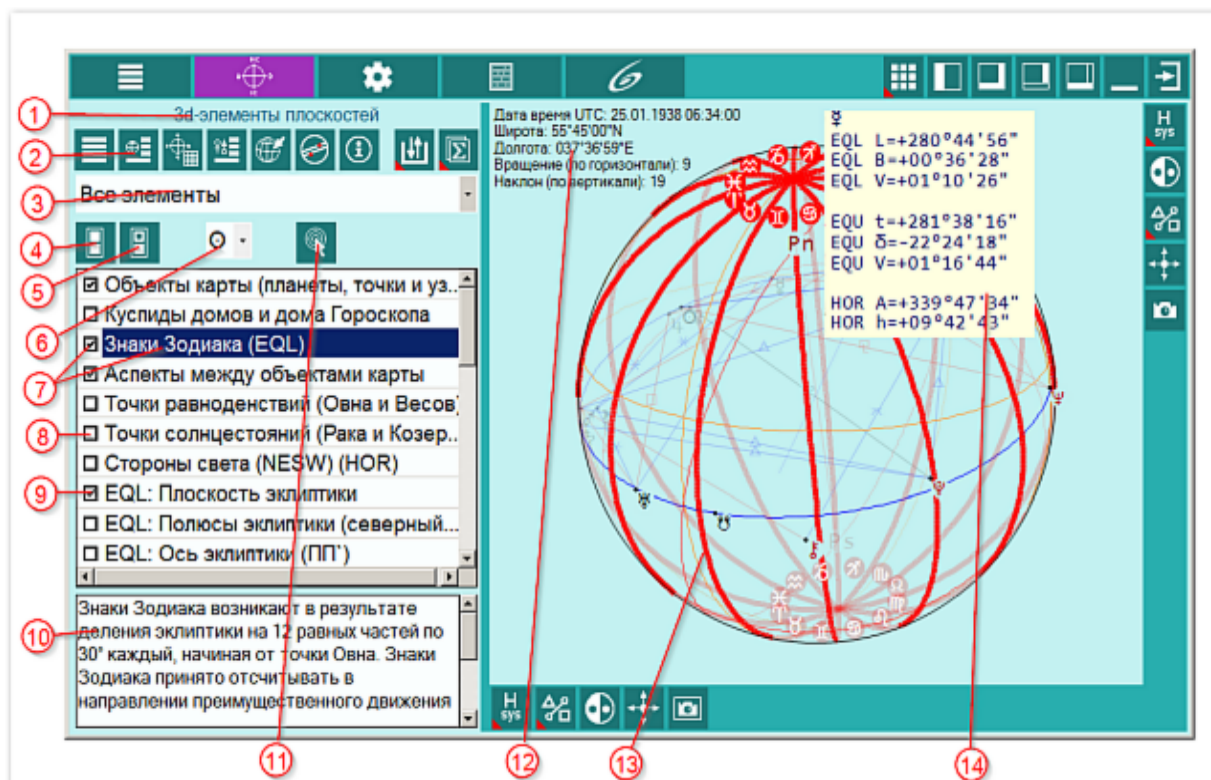 3d-элементы плоскостей
H
sys
Все элементы
Объекты карты (планеты, точки и уз...
Куспиды домов и дома Гороскопа
Знаки Зодиака (EQL)
Аспекты между объектами карты
Точки равноденствий (Овна и Весов)
Точки солнцестояний (Рака и Козер...
Стороны света (NESW) (HOR)
EQL: Плоскость эклиптики
EQL: Полюсы эклиптики (северный...
EQL: Ось эклиптики (ПП`)
Знаки Зодиака возникают в результате
деления эклиптики на 12 равных частей по
30° каждый, начиная от точки Овна. Знаки
Зодиака принято отсчитывать в
направлении преимущественного движения
Дата время UTC: 25.01.1938 06:34:00
Широта: 55°45'00"N
Долгота: 037°36'59"E
Вращение (по горизонтали): 9
Наклон (по вертикали): 19
☿
EQL L=+280°44'56"
EQL B=+00°36'28"
EQL V=+01°10'26"
EQU t=+281°38'16"
EQU δ=-22°24'18"
EQU V=+01°16'44"
HOR A=+339°47'34"
HOR h=+09°42'43"
Pn
Ps
H
sys
1
2
3
4
5
6
7
8
9
10
11
12
13
14